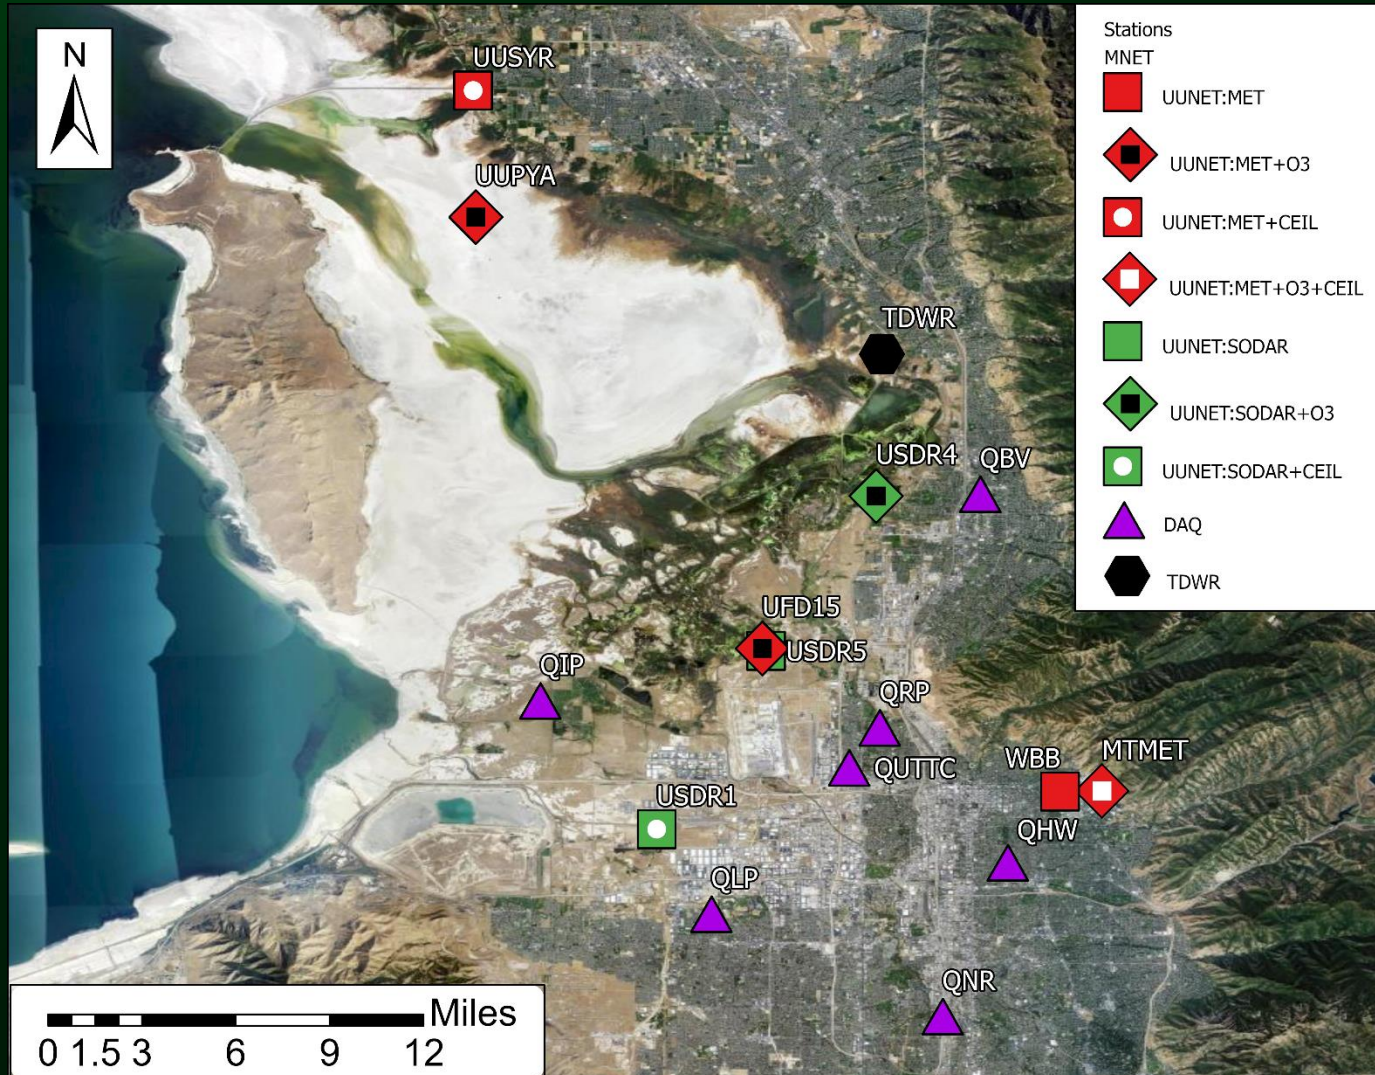 N
UUSYR
UUPYA
TDWR
USDR4
QBV
UFD15
USDR5
QIP
QRP
QUTTC
WBB
MTMET
USDR1
QHW
QLP
QNR
Stations
MNET
UUNET:MET
UUNET:MET+O3
UUNET:MET+CEIL
UUNET:MET+O3+CEIL
UUNET:SODAR
UUNET:SODAR+O3
UUNET:SODAR+CEIL
DAQ
TDWR
Miles
0 1.5 3 6 9 12